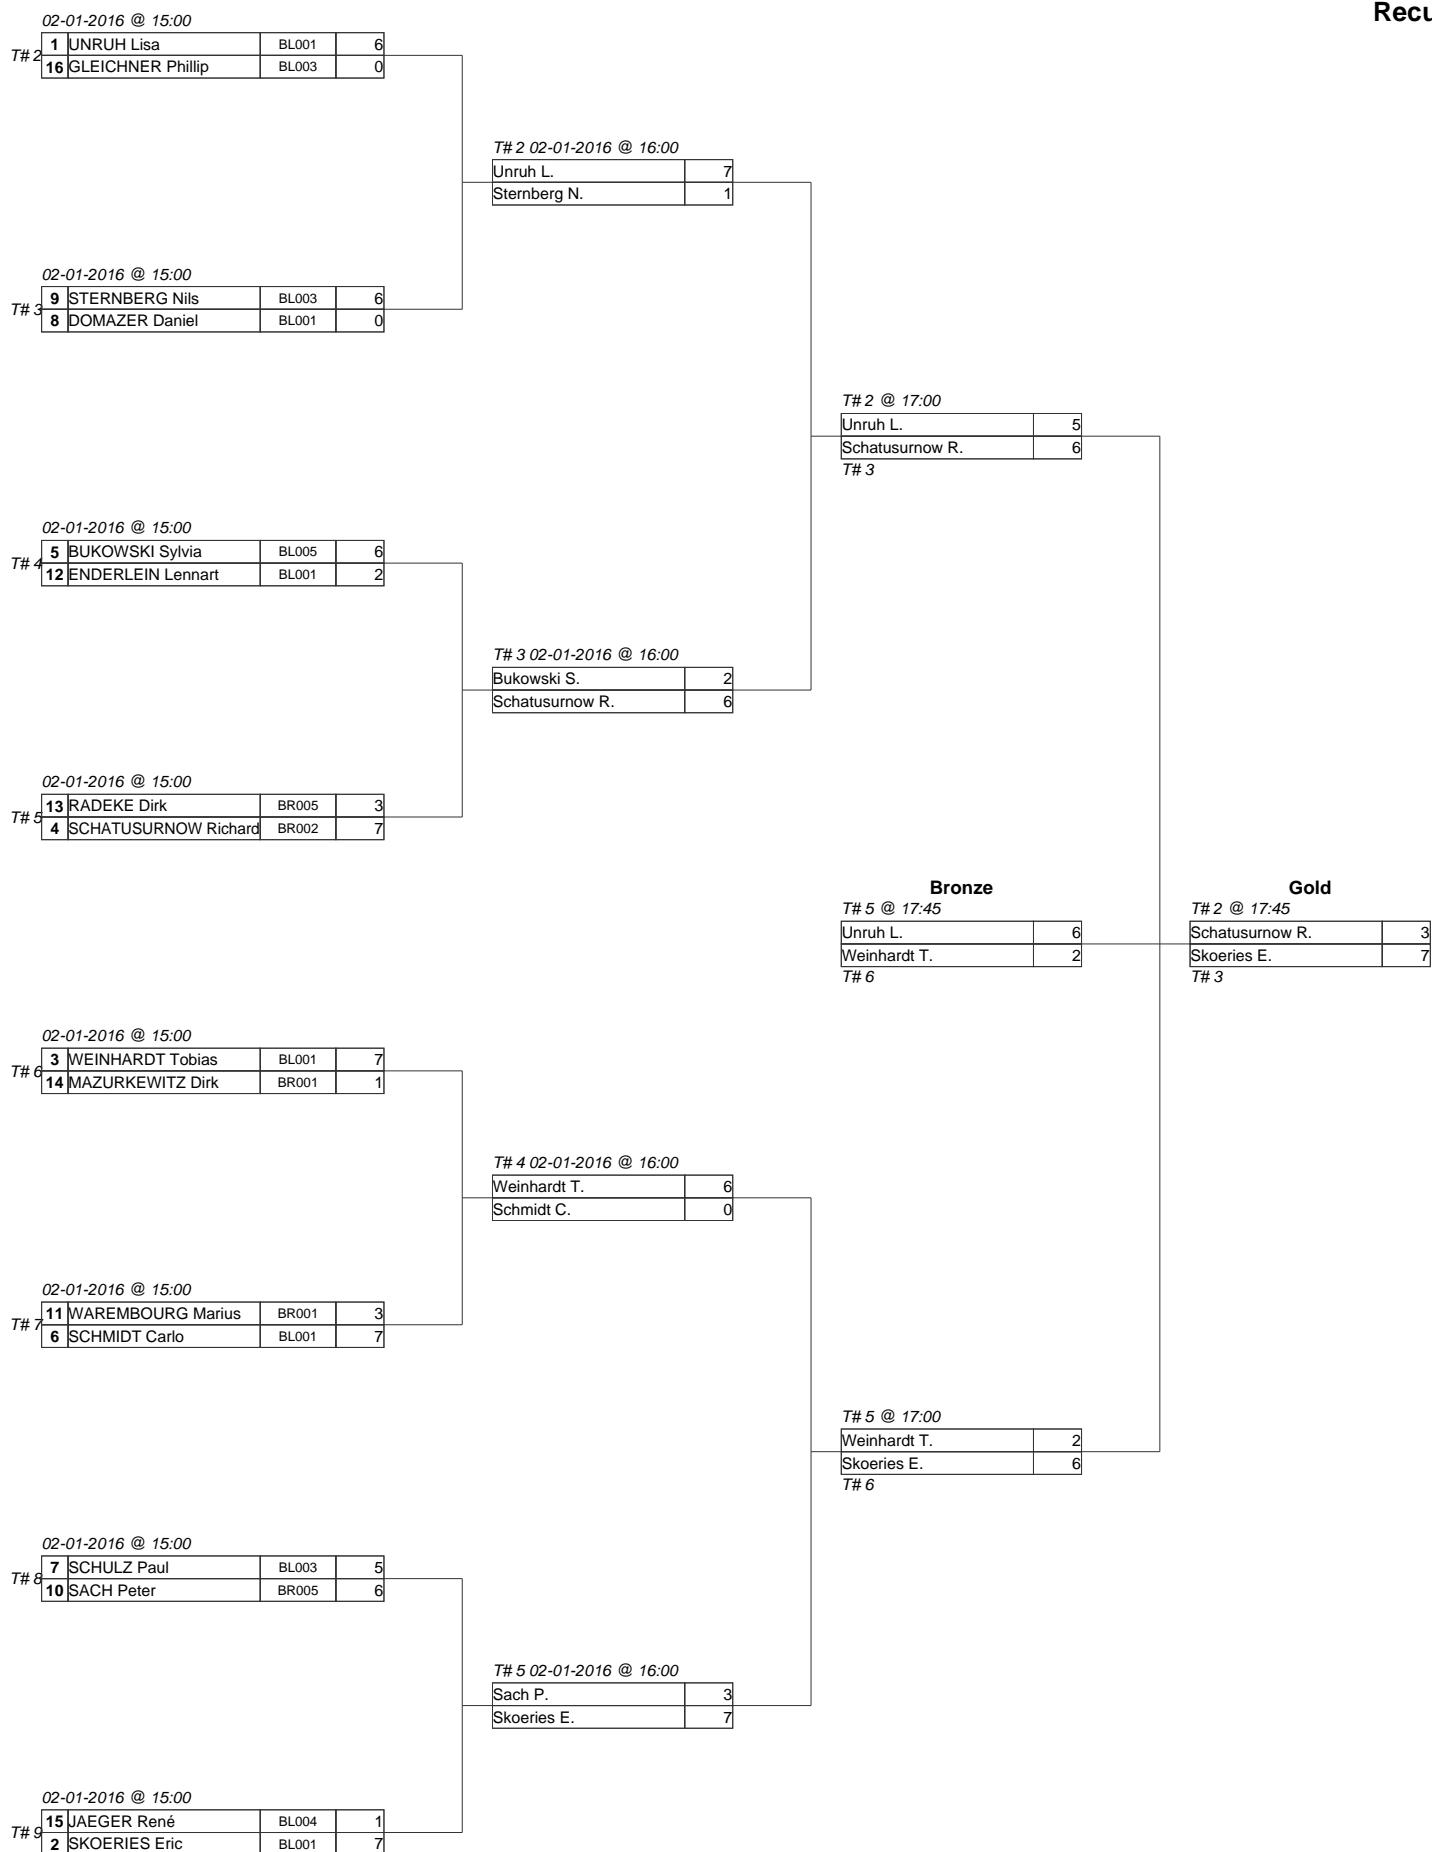 Recu
02-01-2016 @ 15:00
T# 2
1 UNRUH Lisa BL001 6
16 GLEICHNER Phillip BL003 0
T# 2 02-01-2016 @ 16:00
Unruh L. 7
Sternberg N. 1
02-01-2016 @ 15:00
T# 3
9 STERNBERG Nils BL003 6
8 DOMAZER Daniel BL001 0
T# 2 @ 17:00
Unruh L. 5
Schatusurnow R. 6
T# 3
02-01-2016 @ 15:00
T# 4
5 BUKOWSKI Sylvia BL005 6
12 ENDERLEIN Lennart BL001 2
T# 3 02-01-2016 @ 16:00
Bukowski S. 2
Schatusurnow R. 6
02-01-2016 @ 15:00
T# 5
13 RADEKE Dirk BR005 3
4 SCHATUSURNOW Richard BR002 7
Bronze
T# 5 @ 17:45
Unruh L. 6
Weinhardt T. 2
T# 6
Gold
T# 2 @ 17:45
Schatusurnow R. 3
Skoeries E. 7
T# 3
02-01-2016 @ 15:00
T# 6
3 WEINHARDT Tobias BL001 7
14 MAZURKEWITZ Dirk BR001 1
T# 4 02-01-2016 @ 16:00
Weinhardt T. 6
Schmidt C. 0
02-01-2016 @ 15:00
T# 7
11 WAREMBOURG Marius BR001 3
6 SCHMIDT Carlo BL001 7
T# 5 @ 17:00
Weinhardt T. 2
Skoeries E. 6
T# 6
02-01-2016 @ 15:00
T# 8
7 SCHULZ Paul BL003 5
10 SACH Peter BR005 6
T# 5 02-01-2016 @ 16:00
Sach P. 3
Skoeries E. 7
02-01-2016 @ 15:00
T# 9
15 JAEGER René BL004 1
2 SKOERIES Eric BL001 7